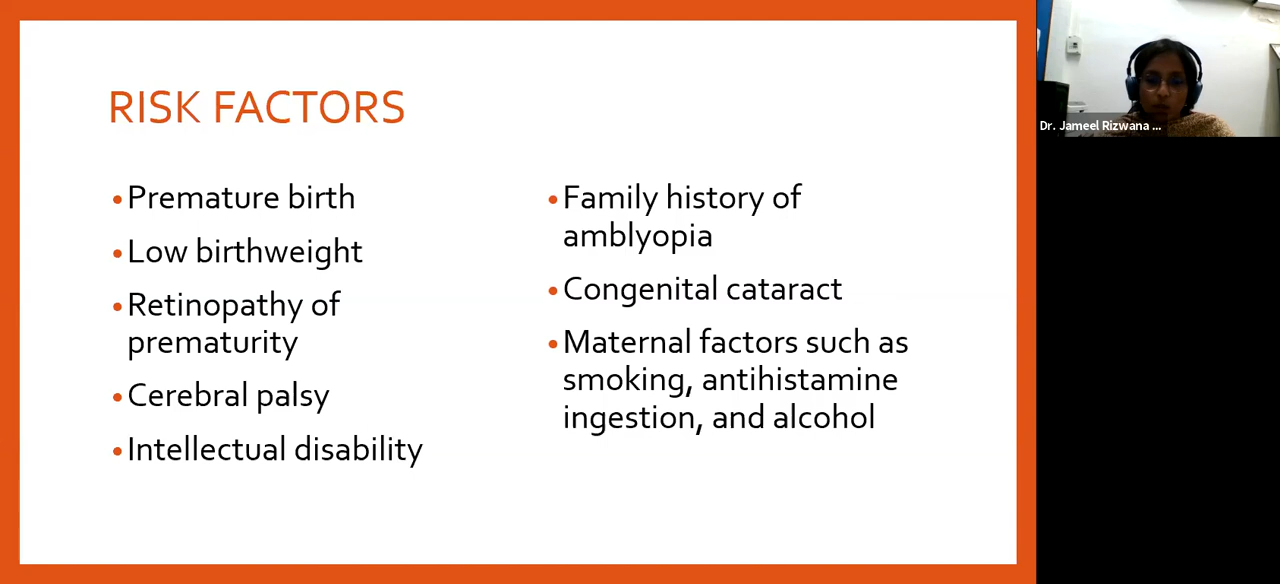 RISK FACTORS
•Premature birth
•Low birthweight
•Retinopathy of
prematurity
•Cerebral palsy
•Intellectual disability
•Family history of
amblyopia
•Congenital cataract
•Maternal factors such as
smoking, antihistamine
ingestion, and alcohol
Dr. Jameel Rizwana ...